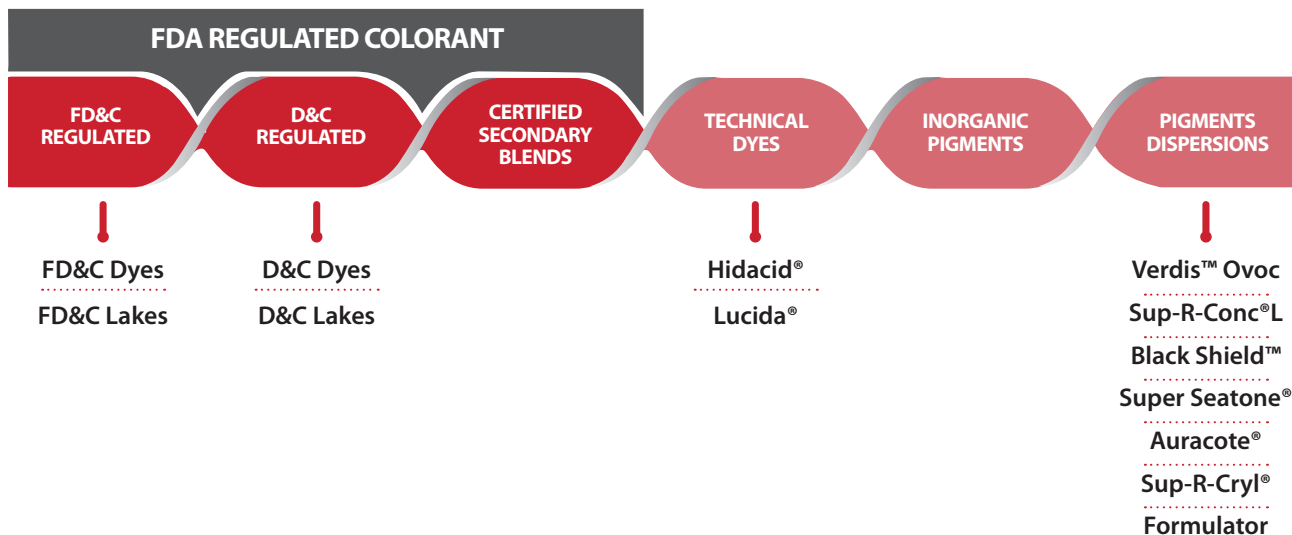 FDA REGULATED COLORANT
FD&C
REGULATED
D&C
REGULATED
CERTIFIED
SECONDARY
BLENDS
TECHNICAL
DYES
INORGANIC
PIGMENTS
PIGMENTS
DISPERSIONS
FD&C Dyes
FD&C Lakes
D&C Dyes
D&C Lakes
Hidacid®
Lucida®
Verdis™ Ovoc
Sup-R-Conc®L
Black Shield™
Super Seatone®
Auracote®
Sup-R-Cryl®
Formulator